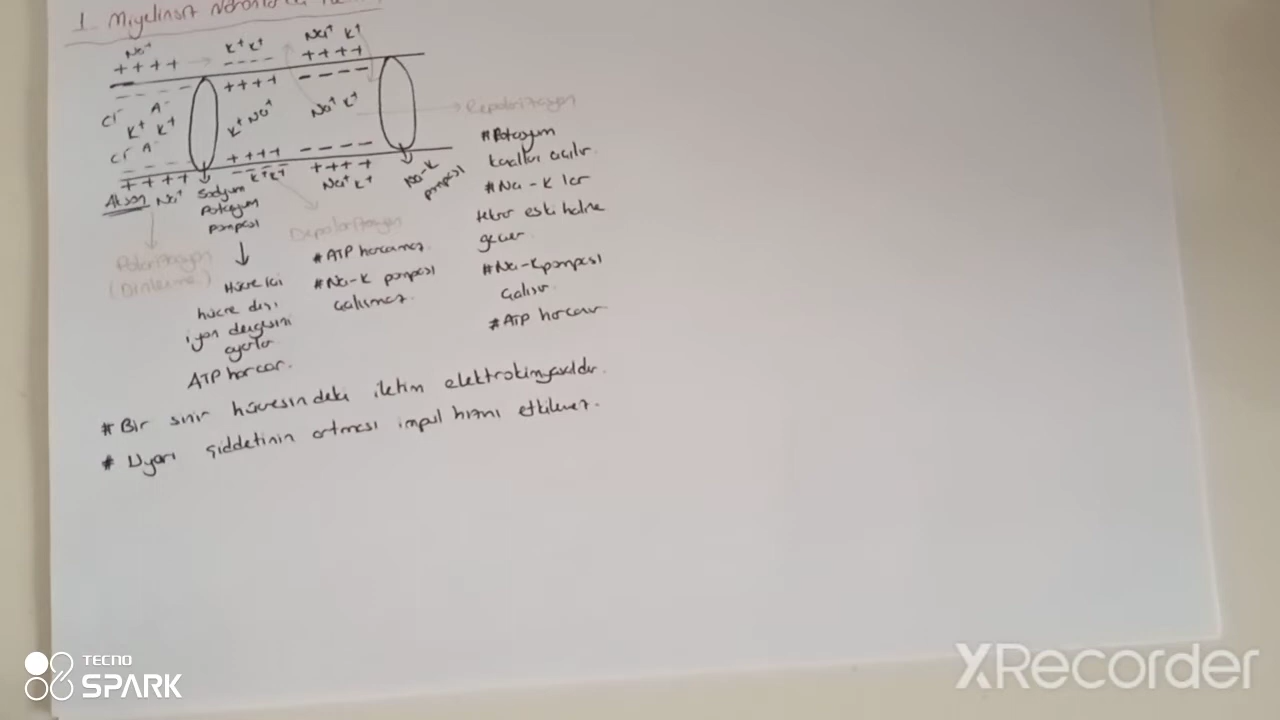 1. Miyelinsiz Nöronlarda
Na⁺ K⁺ K⁺ Na⁺ K⁺
++++ ---- ++++
---- ++++ ----
Cl⁻ A⁻
K⁺ K⁺ K⁺ Na⁺ Na⁺ K⁺
Cl⁻ A⁻
---- ++++ ----
++++ ---- ++++
Akson Na⁺ K⁺ K⁺ Na⁺ K⁺
Sodyum
Potasyum
pompası
Na-K
pompası
Polarizasyon
(Dinlenme)
Hücre içi
hücre dışı
iyon dengesini
ayarlar
ATP harcar.
Depolarizasyon
# ATP harcamaz.
# Na-K pompası
çalışmaz
Repolarizasyon
# Potasyum
kanalları açılır.
# Na-K lar
tekrar eski haline
geçer
# Na-K pompası
çalışır
# ATP harcanır
# Bir sinir hücresindeki iletim elektrokimyasaldır.
# Uyarı şiddetinin artması impul hızını etkilemez.
TECNO
SPARK
XRecorder